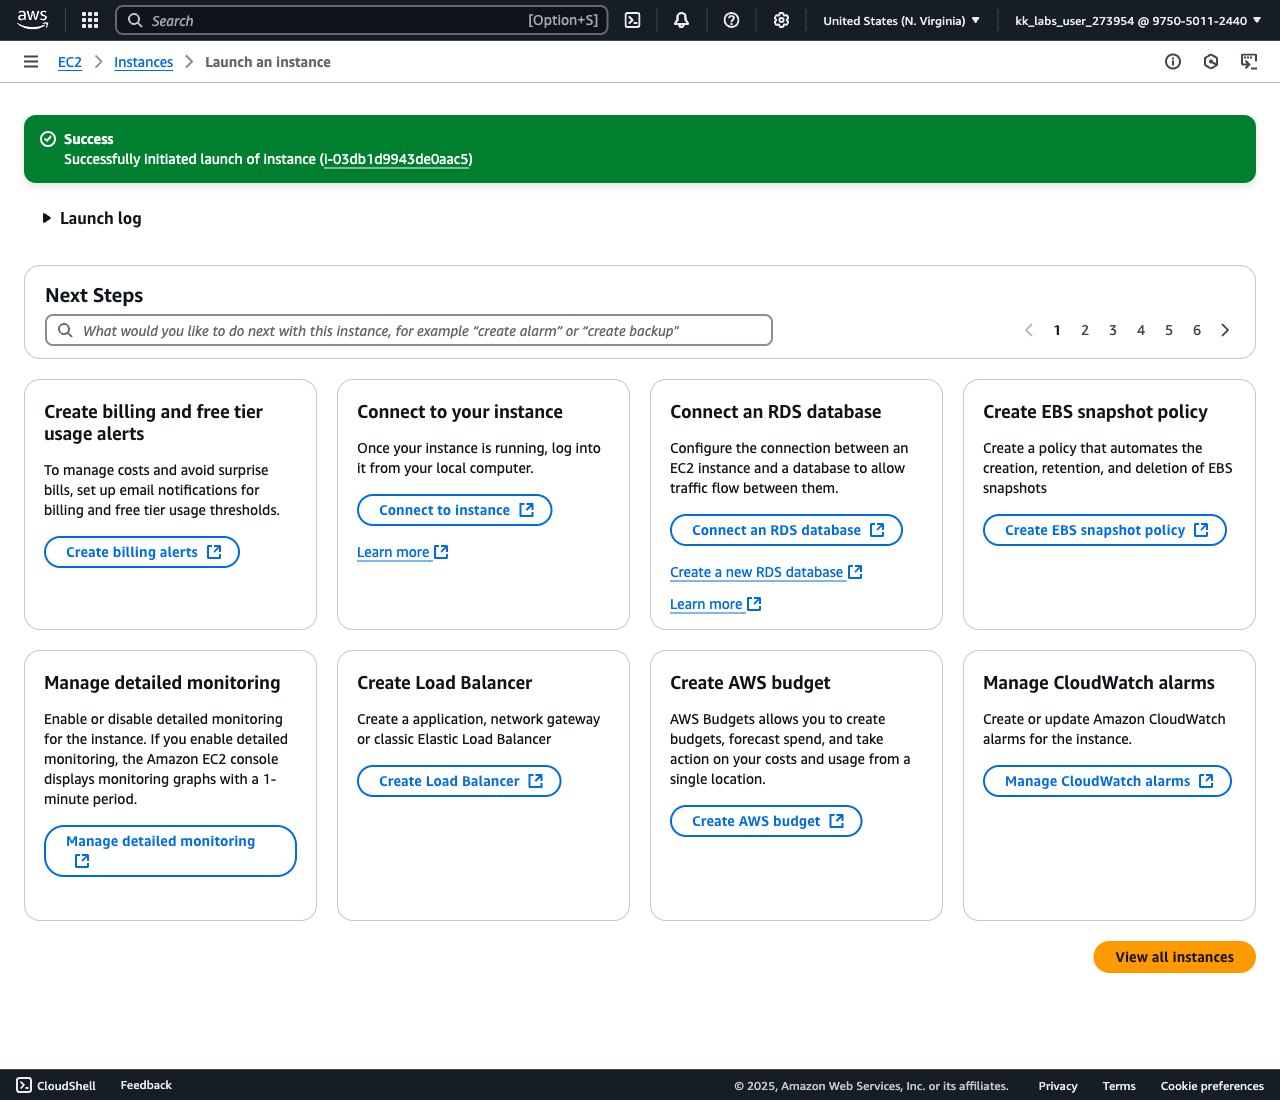 aws
Search [Option+S]
United States (N. Virginia)
kk_labs_user_273954 @ 9750-5011-2440
EC2
Instances
Launch an instance
Success
Successfully initiated launch of instance (i-03db1d9943de0aac5)
Launch log
Next Steps
What would you like to do next with this instance, for example “create alarm” or “create backup"
1 2 3 4 5 6
Create billing and free tier
usage alerts
To manage costs and avoid surprise
bills, set up email notifications for
billing and free tier usage thresholds.
Create billing alerts
Connect to your instance
Once your instance is running, log into
it from your local computer.
Connect to instance
Learn more
Connect an RDS database
Configure the connection between an
EC2 instance and a database to allow
traffic flow between them.
Connect an RDS database
Create a new RDS database
Learn more
Create EBS snapshot policy
Create a policy that automates the
creation, retention, and deletion of EBS
snapshots
Create EBS snapshot policy
Manage detailed monitoring
Enable or disable detailed monitoring
for the instance. If you enable detailed
monitoring, the Amazon EC2 console
displays monitoring graphs with a 1-
minute period.
Manage detailed monitoring
Create Load Balancer
Create a application, network gateway
or classic Elastic Load Balancer
Create Load Balancer
Create AWS budget
AWS Budgets allows you to create
budgets, forecast spend, and take
action on your costs and usage from a
single location.
Create AWS budget
Manage CloudWatch alarms
Create or update Amazon CloudWatch
alarms for the instance.
Manage CloudWatch alarms
View all instances
CloudShell
Feedback
© 2025, Amazon Web Services, Inc. or its affiliates.
Privacy
Terms
Cookie preferences